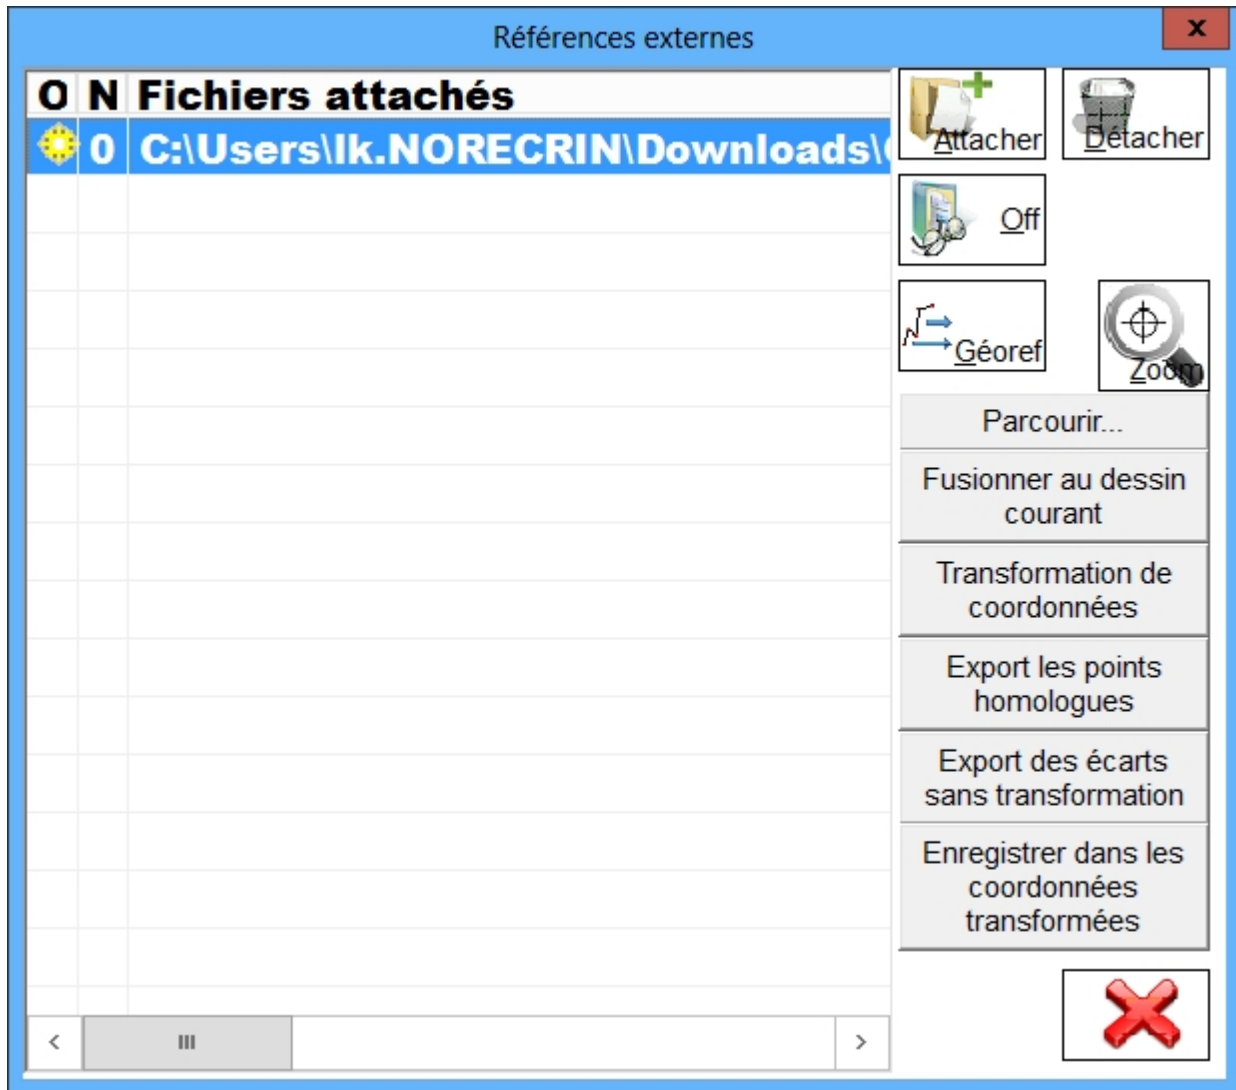 Références externes
x
O N Fichiers attachés
0 C:\Users\lk.NORECRIN\Downloads\
Attacher
Détacher
Off
Géoref
Zoom
Parcourir...
Fusionner au dessin
courant
Transformation de
coordonnées
Export les points
homologues
Export des écarts
sans transformation
Enregistrer dans les
coordonnées
transformées